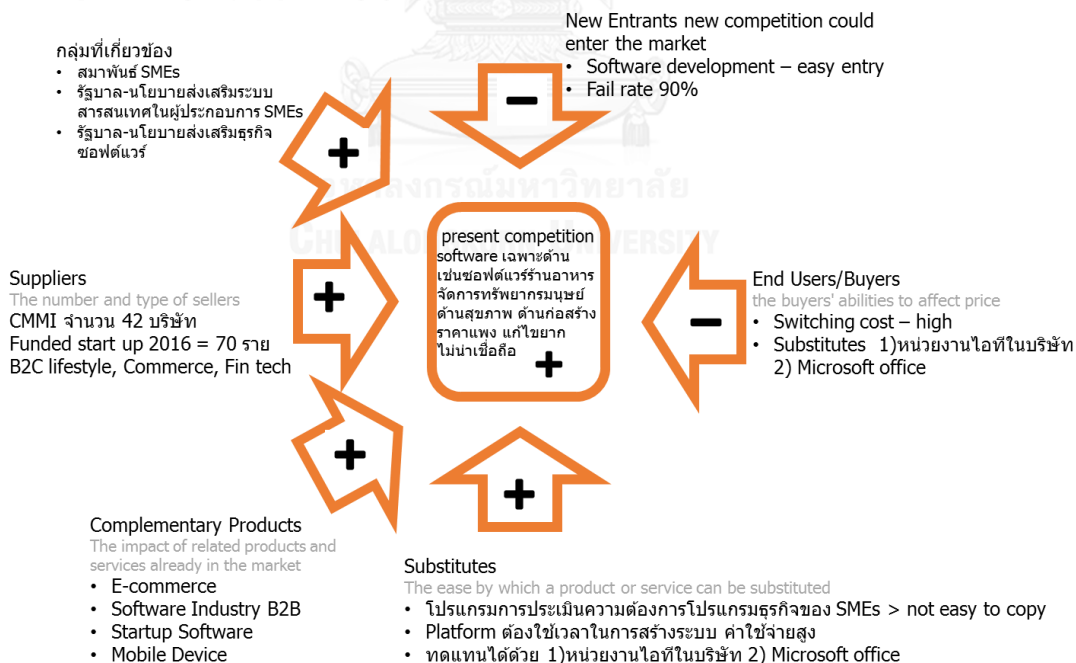 New Entrants new competition could
enter the market
• Software development – easy entry
• Fail rate 90%
กลุ่มที่เกี่ยวข้อง
• สมาพันธ์ SMEs
• รัฐบาล-นโยบายส่งเสริมระบบ
สารสนเทศในผู้ประกอบการ SMEs
• รัฐบาล-นโยบายส่งเสริมธุรกิจ
ซอฟต์แวร์
present competition
software เฉพาะด้าน
เช่นซอฟต์แวร์ร้านอาหาร
จัดการทรัพยากรมนุษย์
ด้านสุขภาพ ด้านก่อสร้าง
ราคาแพง แก้ไขยาก
ไม่น่าเชื่อถือ
Suppliers
The number and type of sellers
CMMI จำนวน 42 บริษัท
Funded start up 2016 = 70 ราย
B2C lifestyle, Commerce, Fin tech
End Users/Buyers
the buyers' abilities to affect price
• Switching cost – high
• Substitutes 1)หน่วยงานไอทีในบริษัท
2) Microsoft office
Complementary Products
The impact of related products and
services already in the market
• E-commerce
• Software Industry B2B
• Startup Software
• Mobile Device
Substitutes
The ease by which a product or service can be substituted
• โปรแกรมการประเมินความต้องการโปรแกรมธุรกิจของ SMEs > not easy to copy
• Platform ต้องใช้เวลาในการสร้างระบบ ค่าใช้จ่ายสูง
• ทดแทนได้ด้วย 1)หน่วยงานไอทีในบริษัท 2) Microsoft office